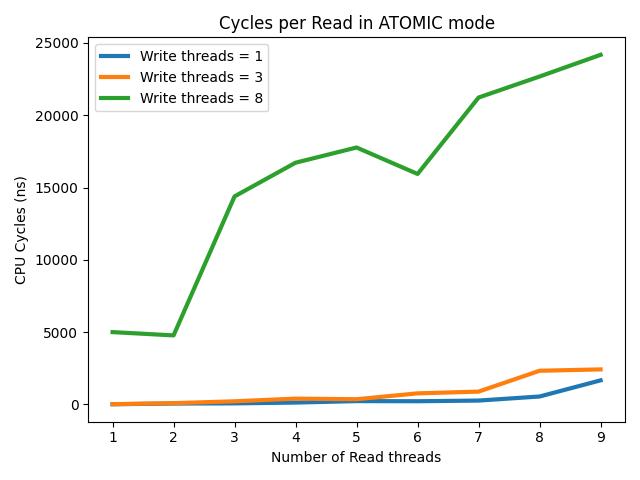 Cycles per Read in ATOMIC mode
25000
20000
15000
10000
5000
0
CPU Cycles (ns)
Write threads = 1
Write threads = 3
Write threads = 8
1 2 3 4 5 6 7 8 9
Number of Read threads